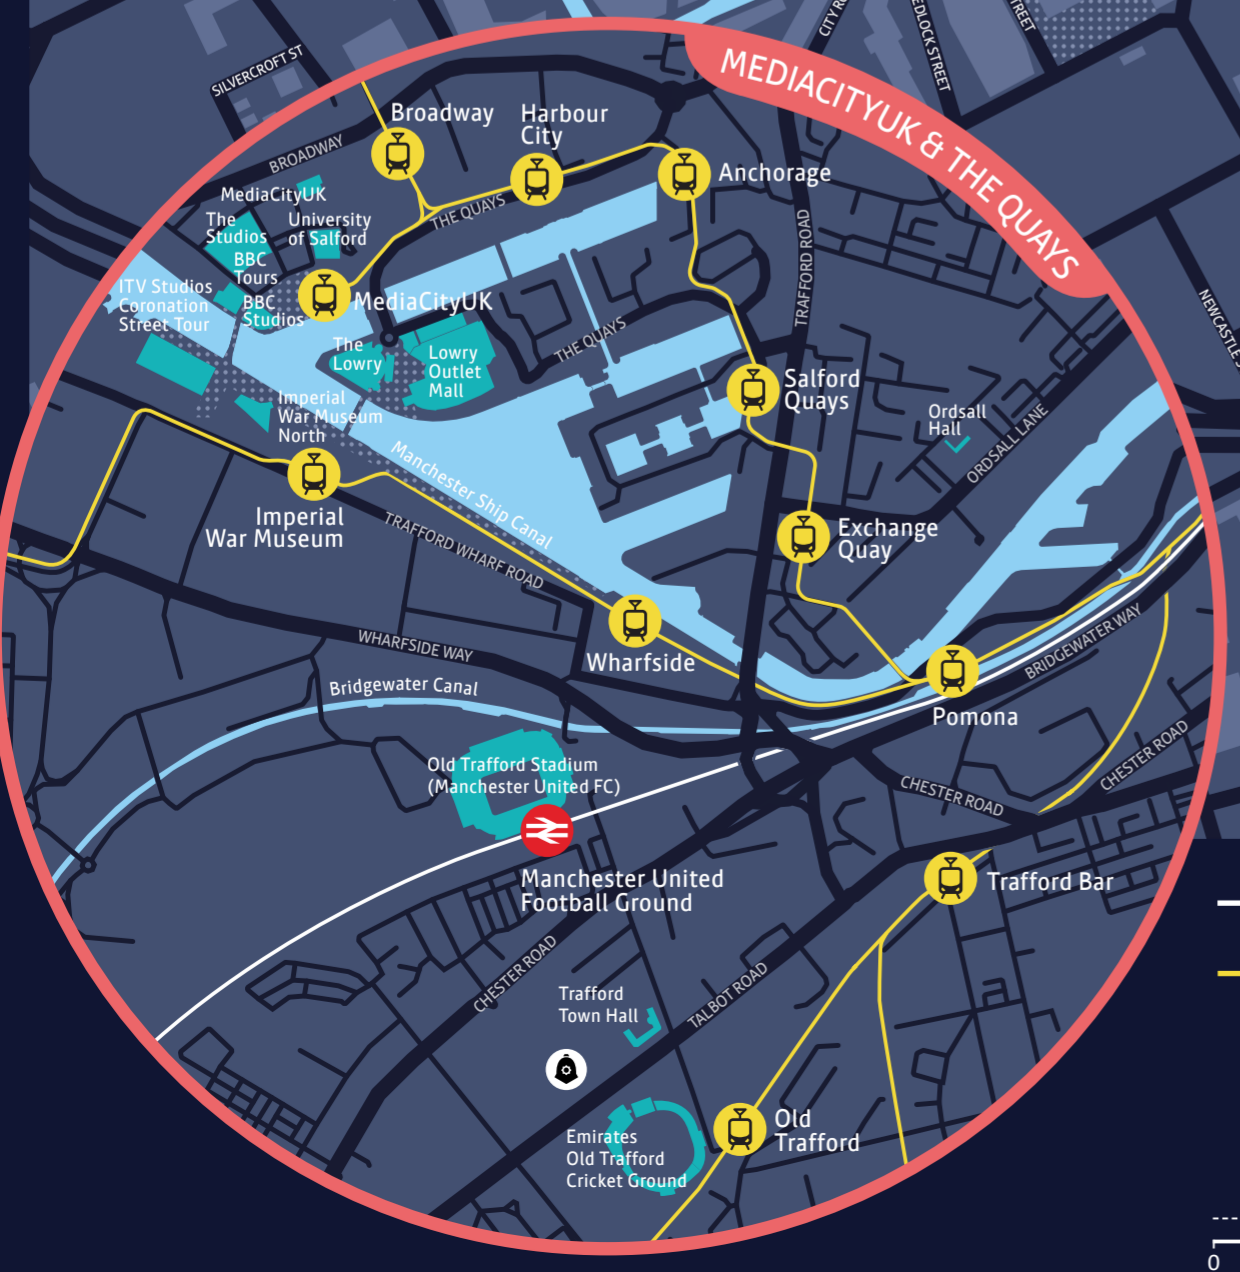 CITY R
EDLOCK STREET
STREET
SILVERCROFT ST
MEDIACITYUK & THE QUAYS
Broadway
Harbour
City
BROADWAY
Anchorage
MediaCityUK
THE QUAYS
The
Studios
University
of Salford
BBC
Tours
TRAFFORD ROAD
ITV Studios
Coronation
Street Tour
BBC
Studios
MediaCityUK
NEWCASTLE S
THE QUAYS
The
Lowry
Lowry
Outlet
Mall
Salford
Quays
Imperial
War Museum
North
Ordsall
Hall
ORDSALL LANE
Manchester Ship Canal
Imperial
War Museum
TRAFFORD WHARF ROAD
Exchange
Quay
WHARFSIDE WAY
Wharfside
BRIDGEWATER WAY
Bridgewater Canal
Pomona
CHESTER ROAD
Old Trafford Stadium
(Manchester United FC)
CHESTER ROAD
Manchester United
Football Ground
Trafford Bar
CHESTER ROAD
TALBOT ROAD
Trafford
Town Hall
Old
Trafford
Emirates
Old Trafford
Cricket Ground
0